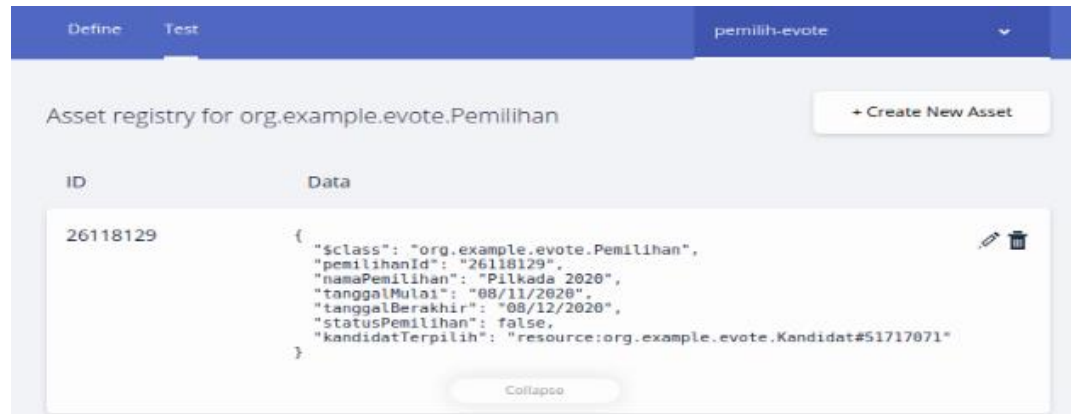 Define Test pemilih-evote
Asset registry for org.example.evote.Pemilihan
+ Create New Asset
ID Data
26118129 {
"$class": "org.example.evote.Pemilihan",
"pemilihanId": "26118129",
"namaPemilihan": "Pilkada 2020",
"tanggalMulai": "08/11/2020",
"tanggalBerakhir": "08/12/2020",
"statusPemilihan": false,
"kandidatTerpilih": "resource:org.example.evote.Kandidat#51717071"
}
Collapse